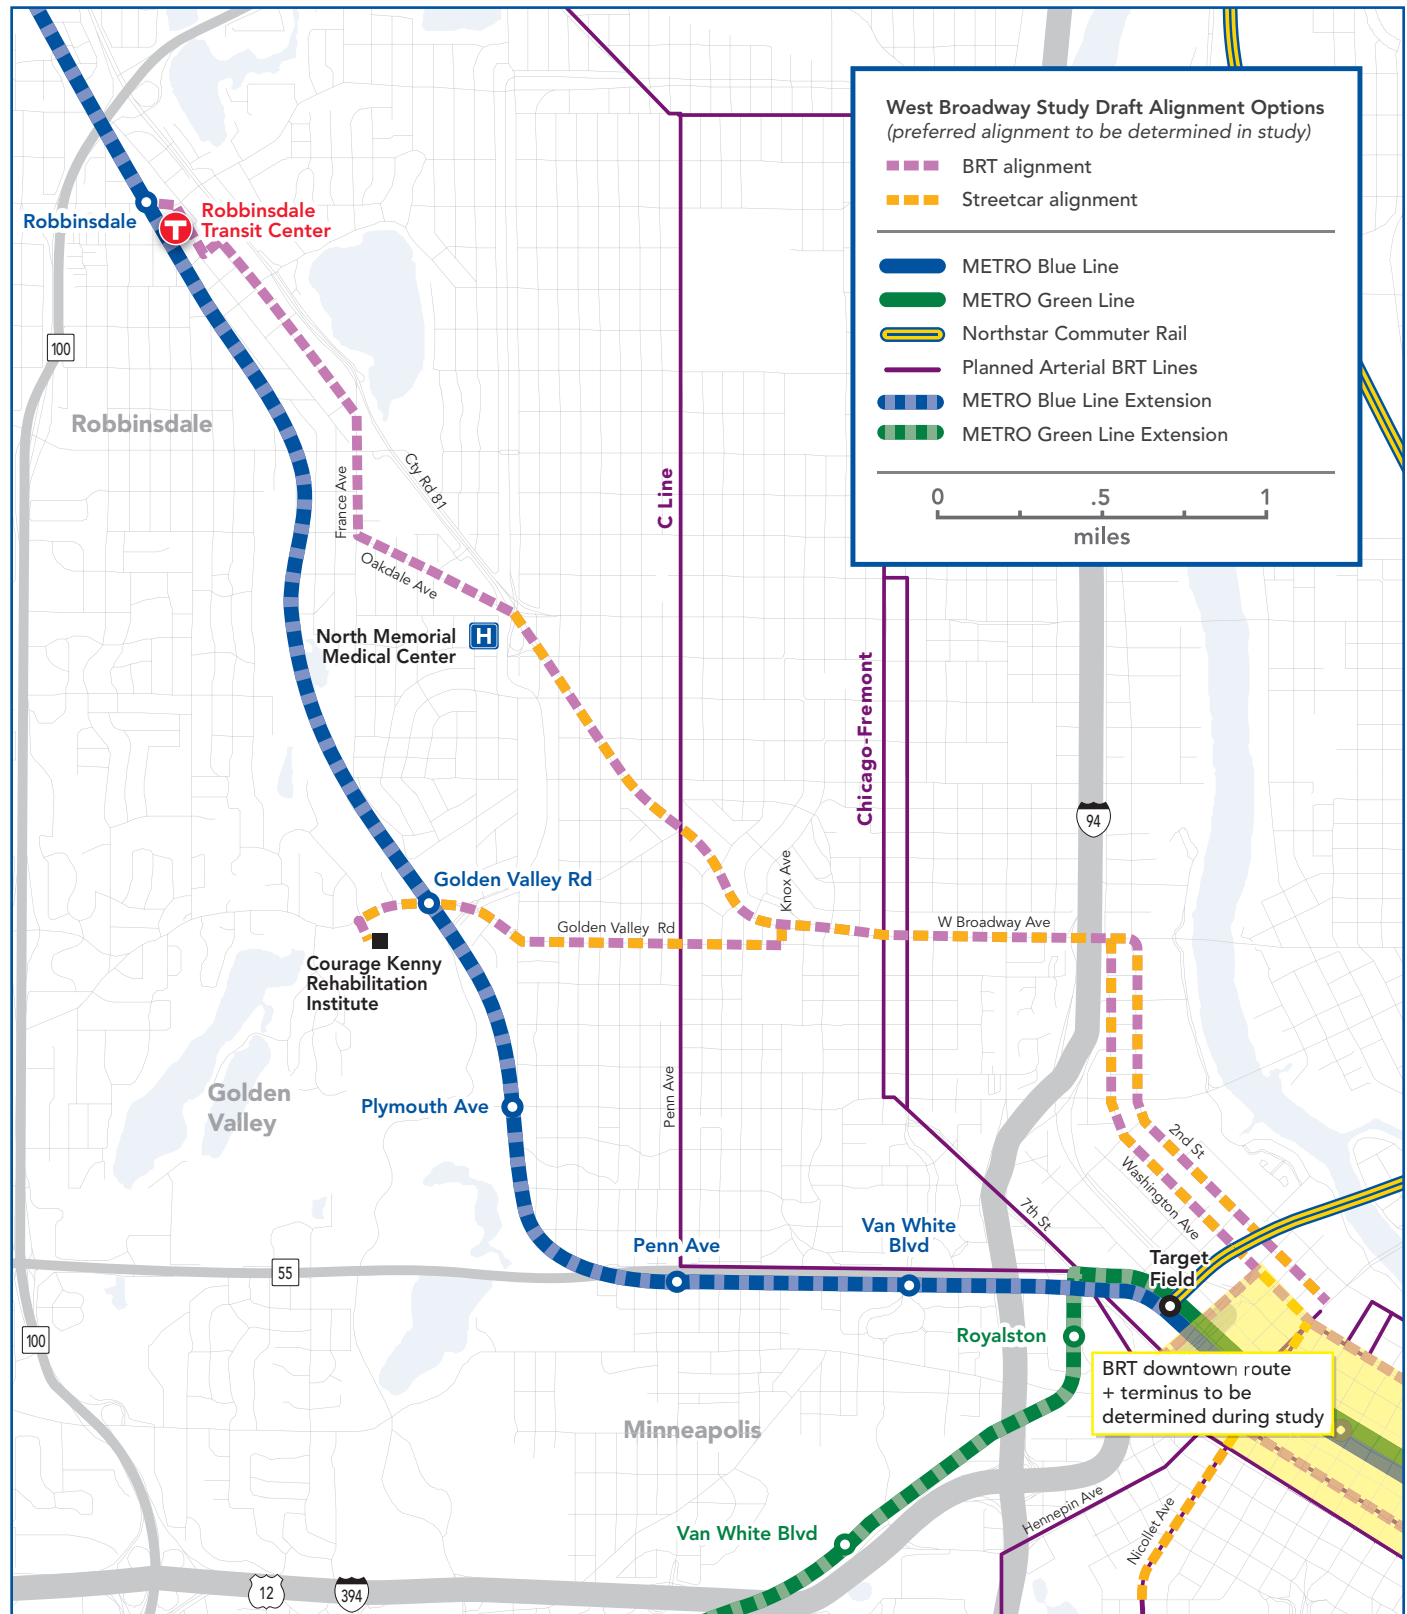 West Broadway Study Draft Alignment Options
(preferred alignment to be determined in study)
BRT alignment
Streetcar alignment
METRO Blue Line
METRO Green Line
Northstar Commuter Rail
Planned Arterial BRT Lines
METRO Blue Line Extension
METRO Green Line Extension
0 .5 1
miles
Robbinsdale
T
Robbinsdale
Transit Center
100
Robbinsdale
France Ave
Cty Rd 81
C Line
Oakdale Ave
North Memorial
Medical Center
H
Chicago-Fremont
94
Golden Valley Rd
Knox Ave
Golden Valley Rd
W Broadway Ave
Courage Kenny
Rehabilitation
Institute
Golden
Valley
Plymouth Ave
Penn Ave
2nd St
Washington Ave
7th St
Van White
Blvd
Penn Ave
55
Target
Field
100
Royalston
BRT downtown route
+ terminus to be
determined during study
Minneapolis
Hennepin Ave
Nicollet Ave
Van White Blvd
12
394